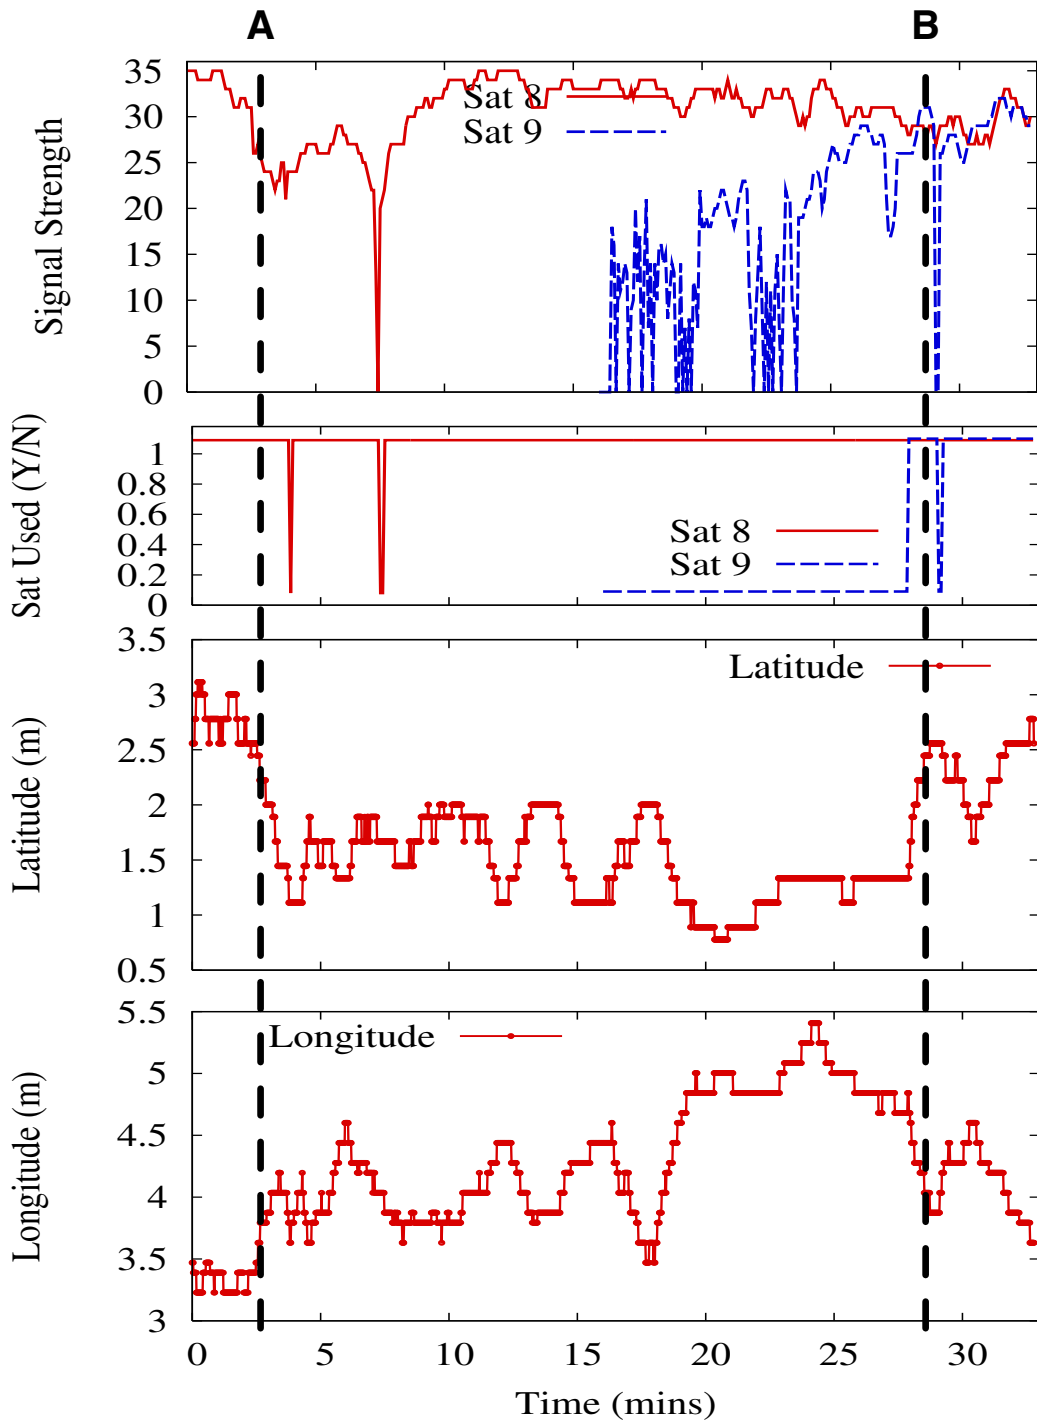 A B
Signal Strength
35
30
25
20
15
10
5
0
Sat 8
Sat 9
Sat Used (Y/N)
1
0.8
0.6
0.4
0.2
0
Sat 8
Sat 9
Latitude (m)
3.5
3
2.5
2
1.5
1
0.5
Latitude
Longitude (m)
5.5
5
4.5
4
3.5
3
Longitude
0 5 10 15 20 25 30
Time (mins)